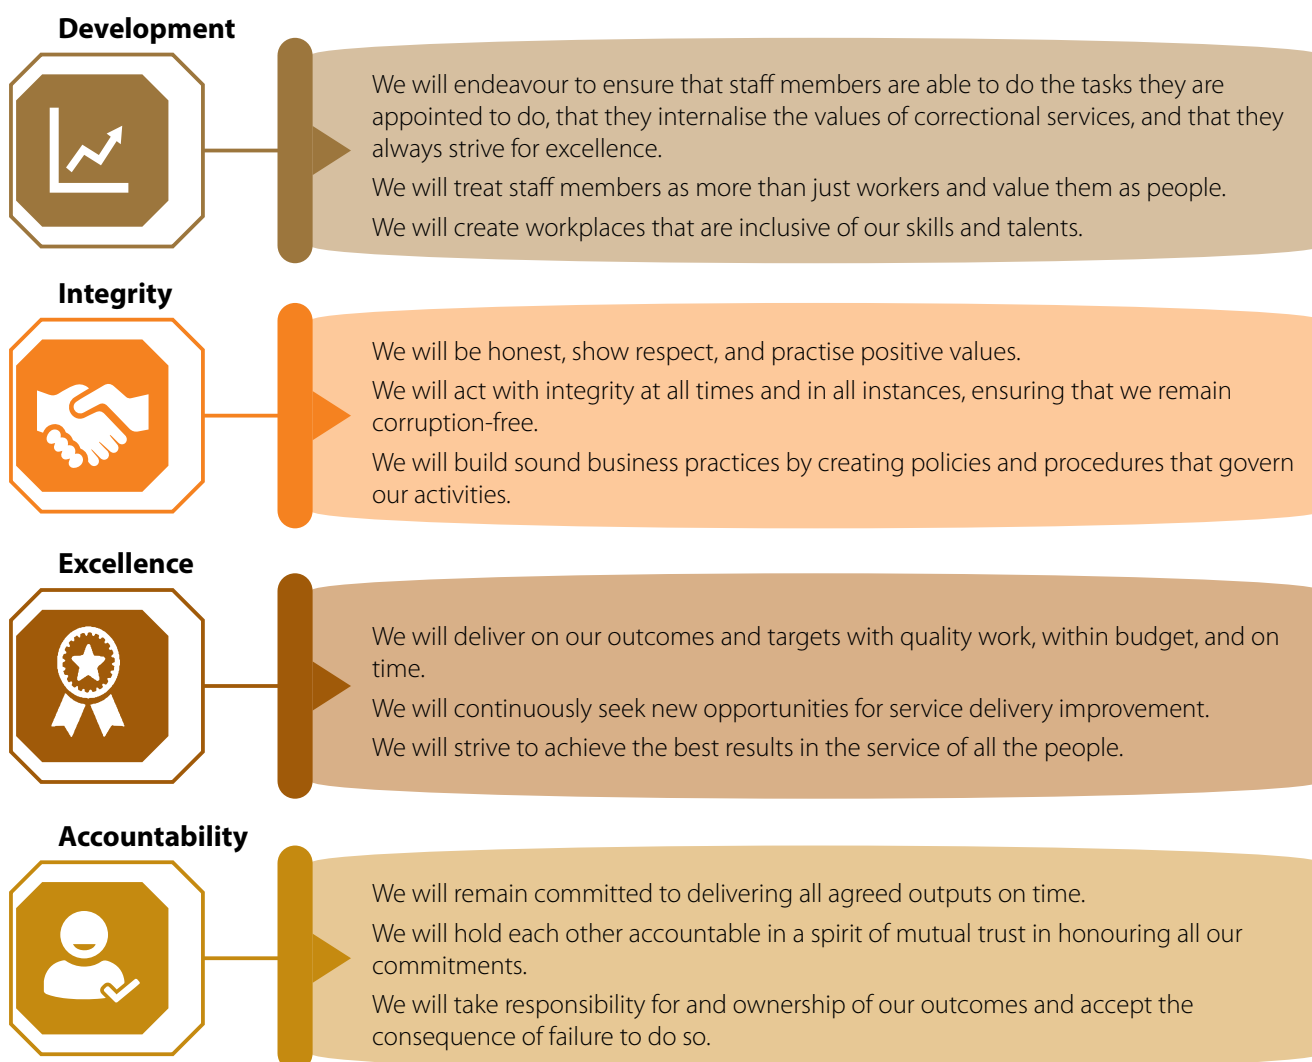 Development
We will endeavour to ensure that staff members are able to do the tasks they are
appointed to do, that they internalise the values of correctional services, and that they
always strive for excellence.
We will treat staff members as more than just workers and value them as people.
We will create workplaces that are inclusive of our skills and talents.
Integrity
We will be honest, show respect, and practise positive values.
We will act with integrity at all times and in all instances, ensuring that we remain
corruption-free.
We will build sound business practices by creating policies and procedures that govern
our activities.
Excellence
We will deliver on our outcomes and targets with quality work, within budget, and on
time.
We will continuously seek new opportunities for service delivery improvement.
We will strive to achieve the best results in the service of all the people.
Accountability
We will remain committed to delivering all agreed outputs on time.
We will hold each other accountable in a spirit of mutual trust in honouring all our
commitments.
We will take responsibility for and ownership of our outcomes and accept the
consequence of failure to do so.